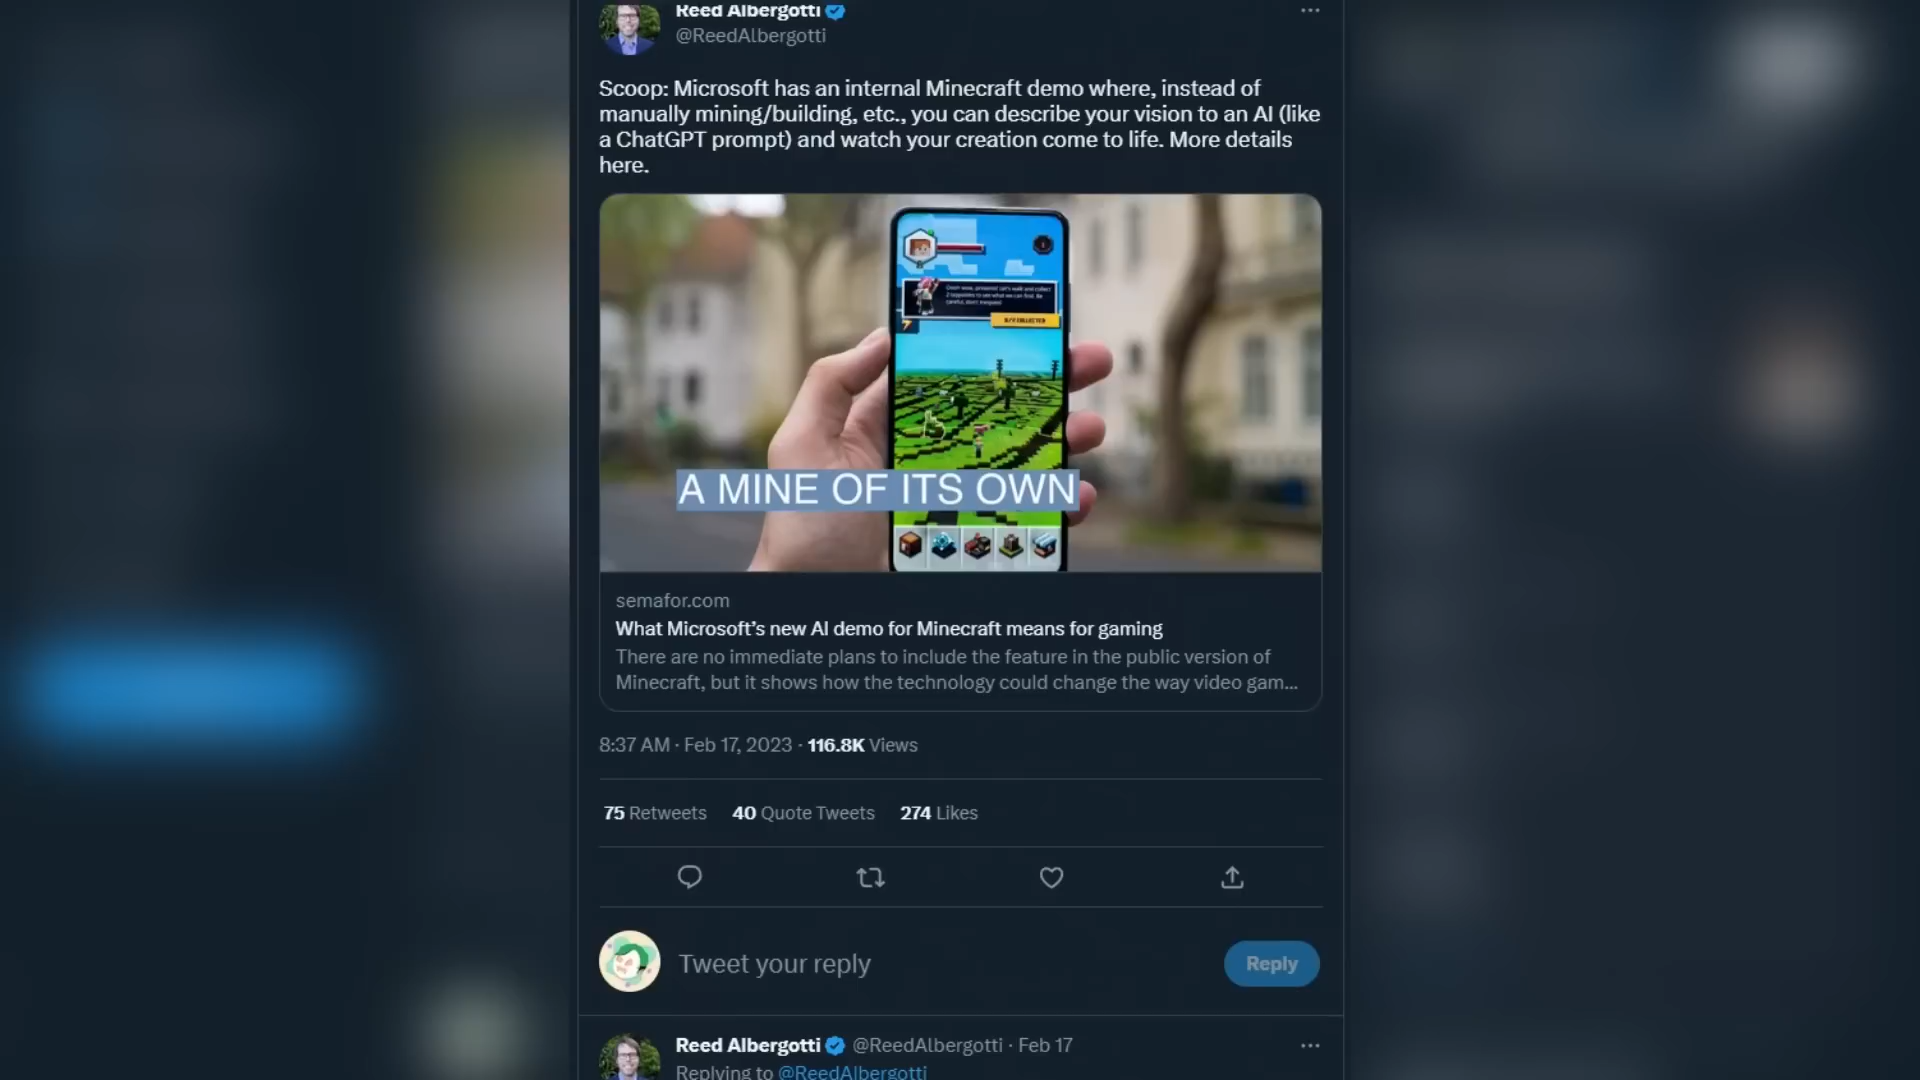 Reed Albergotti
@ReedAlbergotti
Scoop: Microsoft has an internal Minecraft demo where, instead of
manually mining/building, etc., you can describe your vision to an AI (like
a ChatGPT prompt) and watch your creation come to life. More details
here.
A MINE OF ITS OWN
semafor.com
What Microsoft's new AI demo for Minecraft means for gaming
There are no immediate plans to include the feature in the public version of
Minecraft, but it shows how the technology could change the way video gam...
8:37 AM · Feb 17, 2023 · 116.8K Views
75 Retweets 40 Quote Tweets 274 Likes
Tweet your reply
Reply
Reed Albergotti @ReedAlbergotti · Feb 17
Replying to @ReedAlbergotti